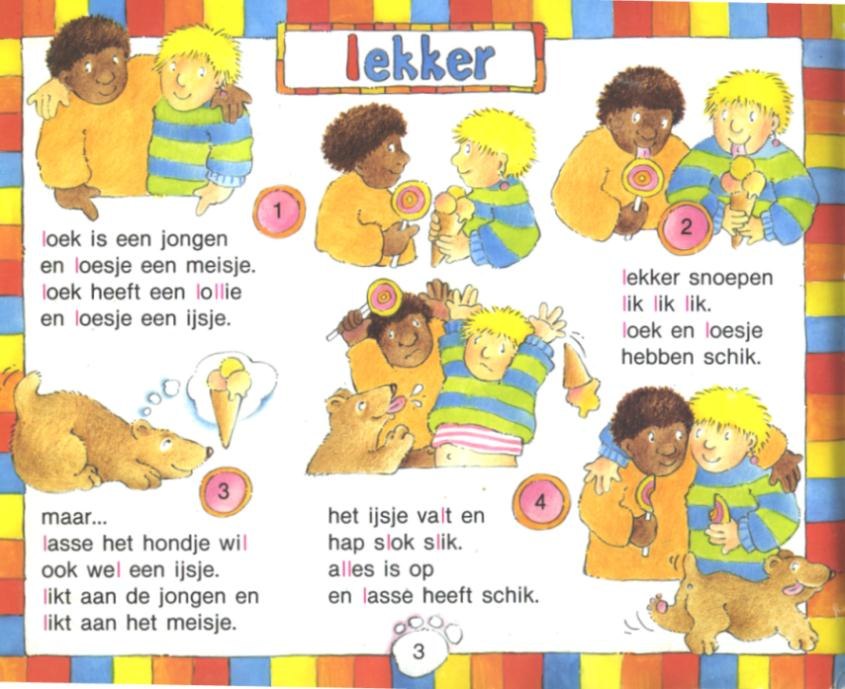 lekker
1
loek is een jongen
en loesje een meisje.
loek heeft een lollie
en loesje een ijsje.
2
lekker snoepen
lik lik lik.
loek en loesje
hebben schik.
3
maar...
lasse het hondje wil
ook wel een ijsje.
likt aan de jongen en
likt aan het meisje.
4
het ijsje valt en
hap slok slik.
alles is op
en lasse heeft schik.
3